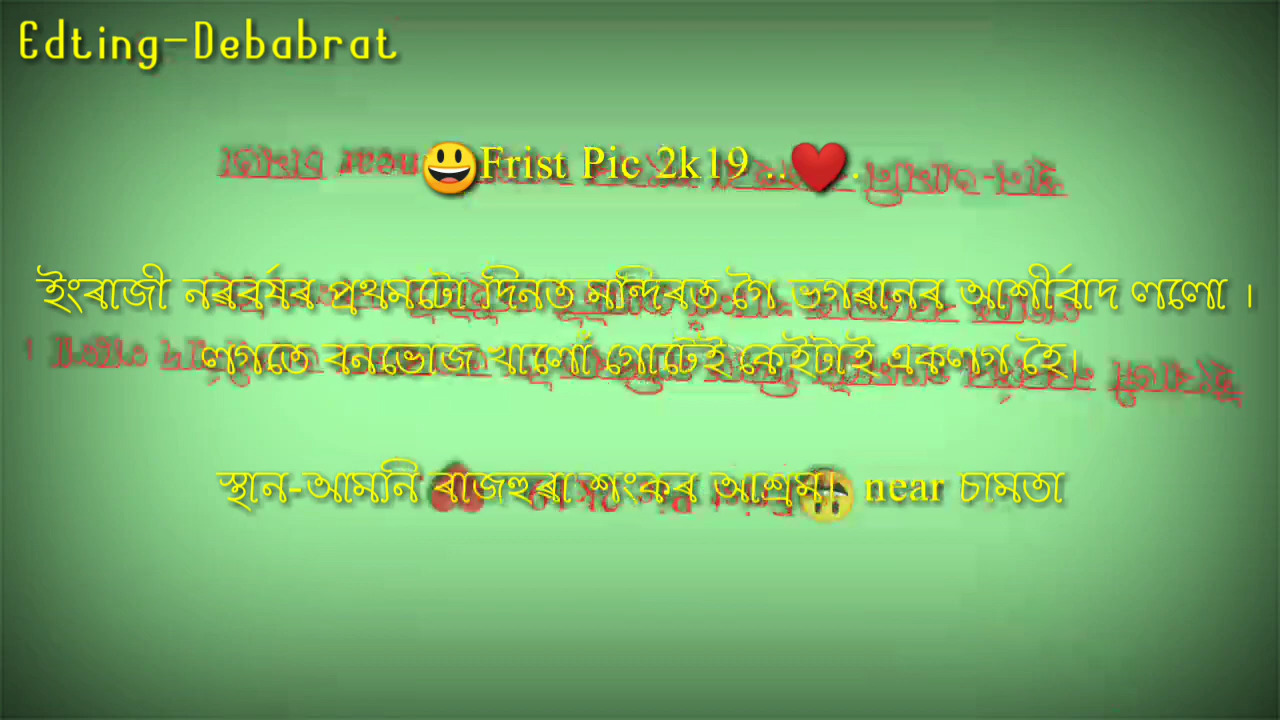 Edting-Debabrat
😃Frist Pic 2k19 ..❤️.
ইংৰাজী নৱবৰ্ষৰ প্ৰথমটো দিনত মন্দিৰত গৈ ভগৱানৰ আশীৰ্বাদ ললো ।
লগতে বনভোজ খালোঁ গোটেই কেইটাই একলগ হৈ।
স্থান-আমনি ৰাজহুৱা শংকৰ আশ্ৰম। near চামতা